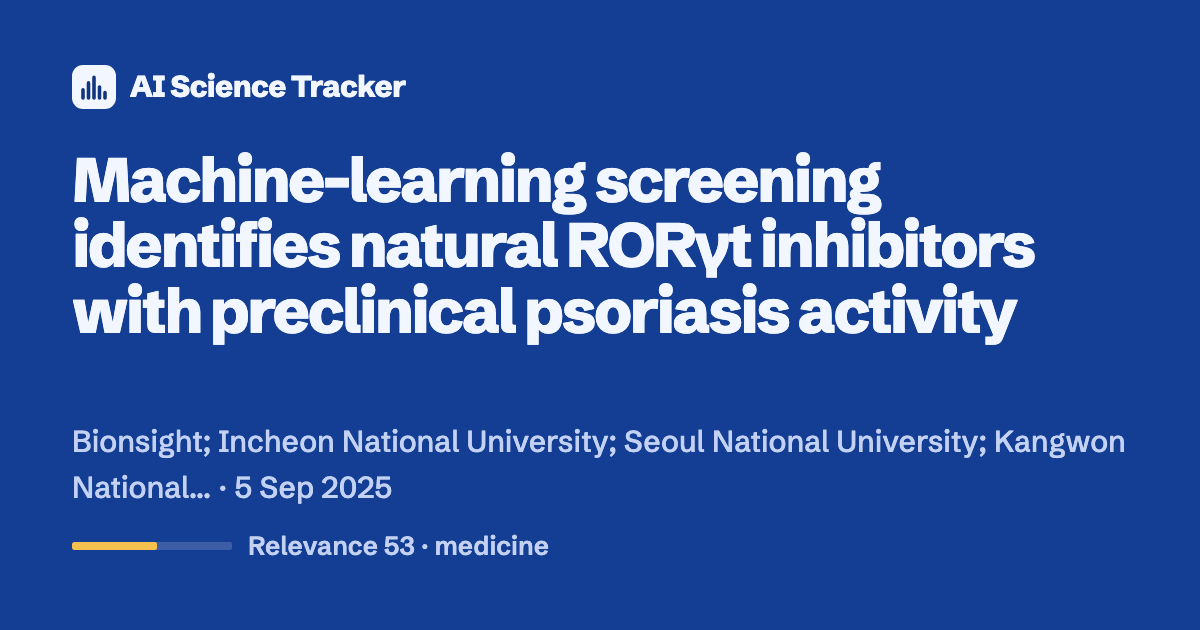 AI Science Tracker
Machine-learning screening
identifies natural RORγt inhibitors
with preclinical psoriasis activity
Bionsight; Incheon National University; Seoul National University; Kangwon
National... · 5 Sep 2025
Relevance 53 · medicine